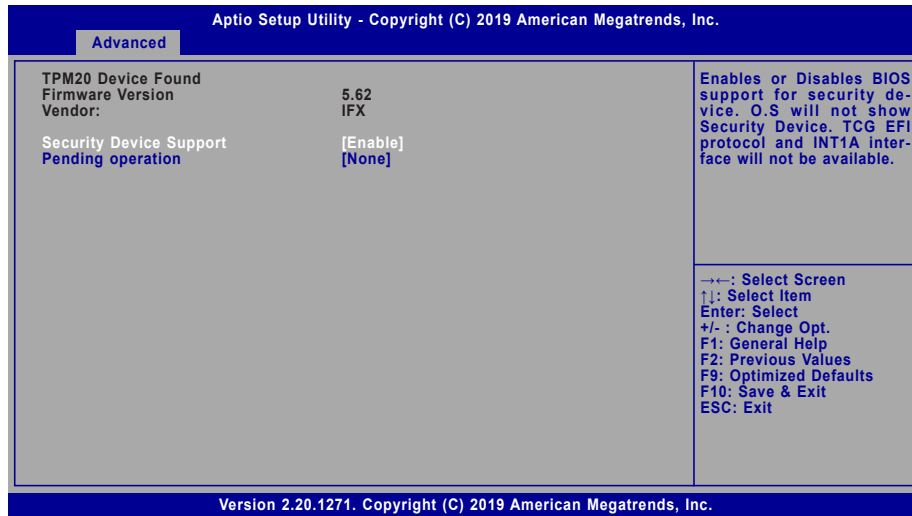 Aptio Setup Utility - Copyright (C) 2019 American Megatrends, Inc.
Advanced
TPM20 Device Found
Firmware Version 5.62
Vendor: IFX
Security Device Support [Enable]
Pending operation [None]
Enables or Disables BIOS
support for security de-
vice. O.S will not show
Security Device. TCG EFI
protocol and INT1A inter-
face will not be available.
→←: Select Screen
↑↓: Select Item
Enter: Select
+/- : Change Opt.
F1: General Help
F2: Previous Values
F9: Optimized Defaults
F10: Save & Exit
ESC: Exit
Version 2.20.1271. Copyright (C) 2019 American Megatrends, Inc.